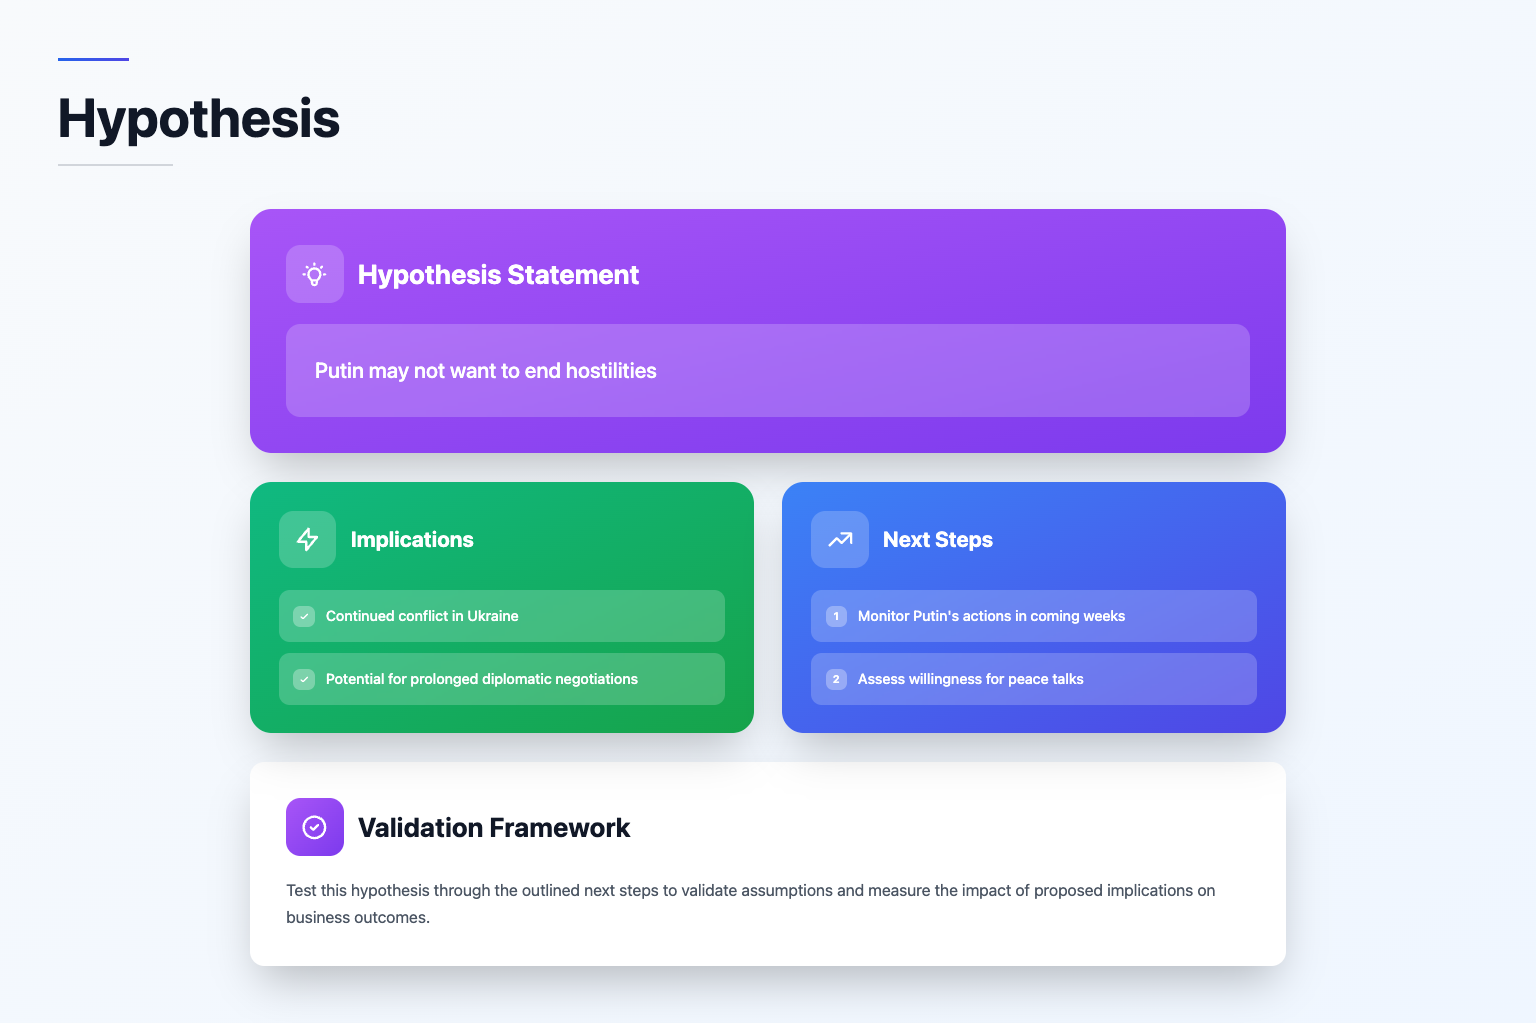 Hypothesis
Hypothesis Statement
Putin may not want to end hostilities
Implications
Continued conflict in Ukraine
Potential for prolonged diplomatic negotiations
Next Steps
1 Monitor Putin's actions in coming weeks
2 Assess willingness for peace talks
Validation Framework
Test this hypothesis through the outlined next steps to validate assumptions and measure the impact of proposed implications on
business outcomes.